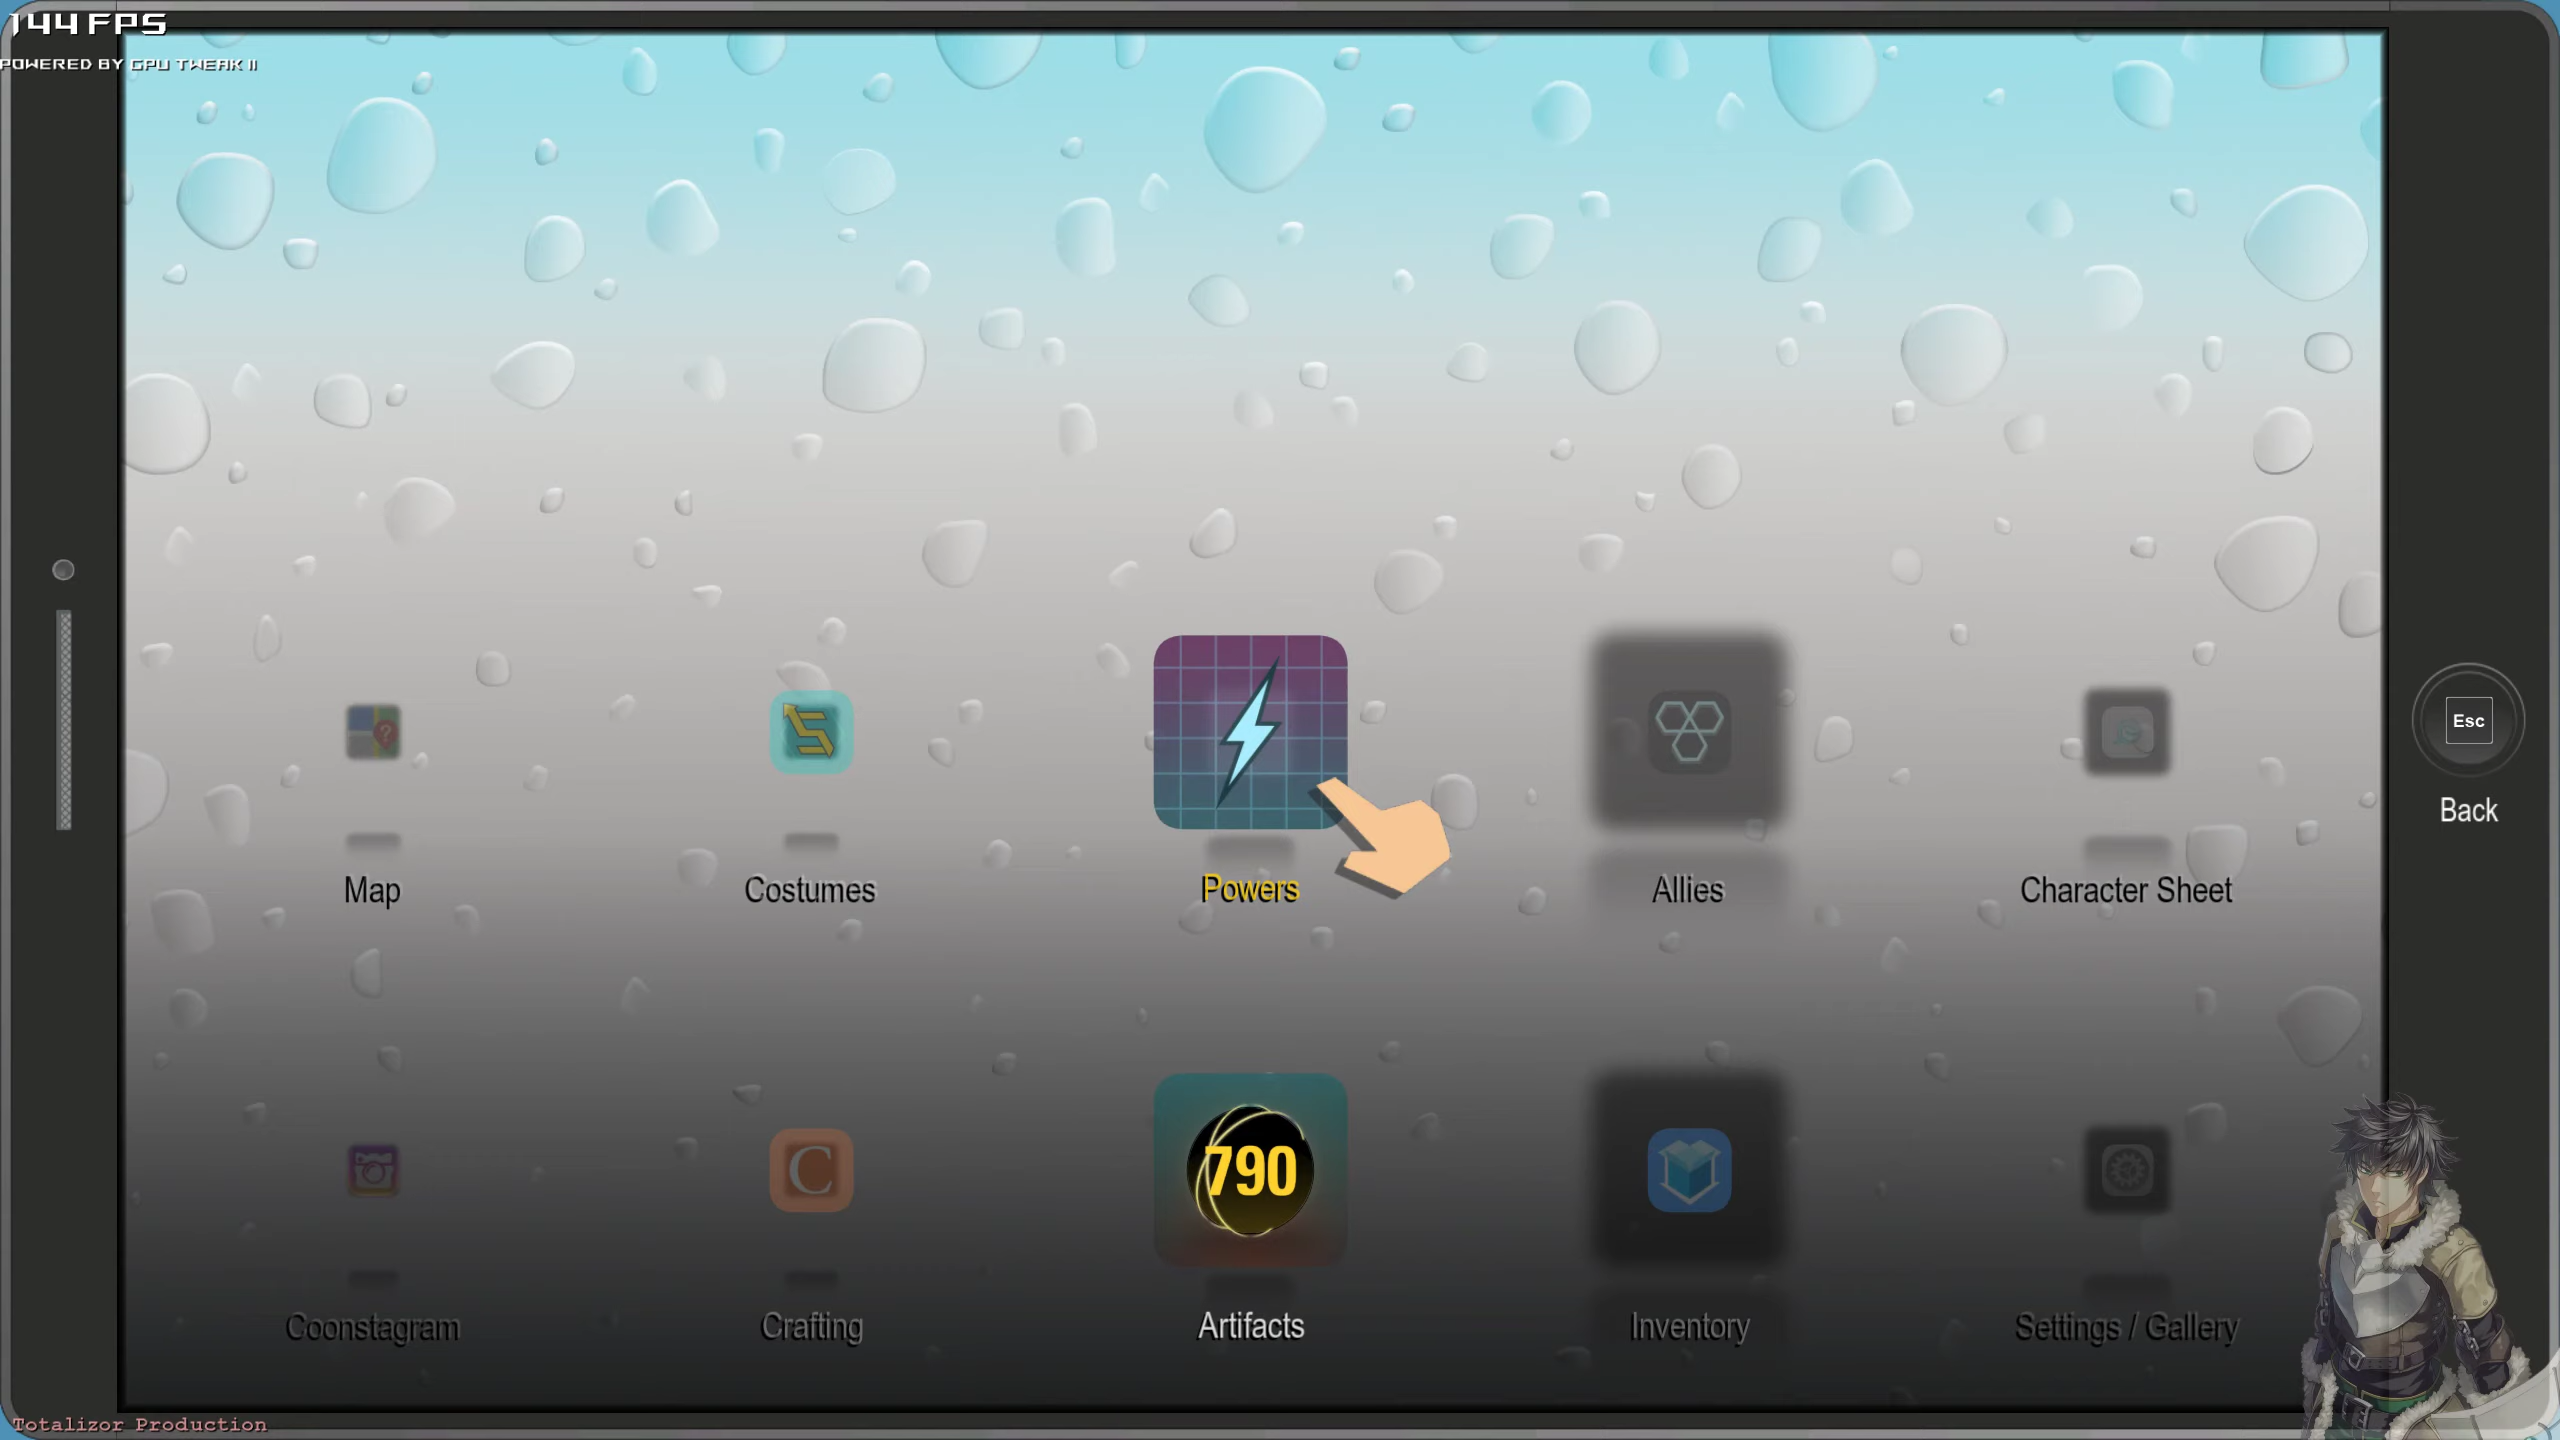 144 FPS
POWERED BY GPU TWEAK II
Esc
Back
Map
Costumes
Powers
Allies
Character Sheet
?
C
790
Coonstagram
Crafting
Artifacts
Inventory
Settings / Gallery
Totalizor Production